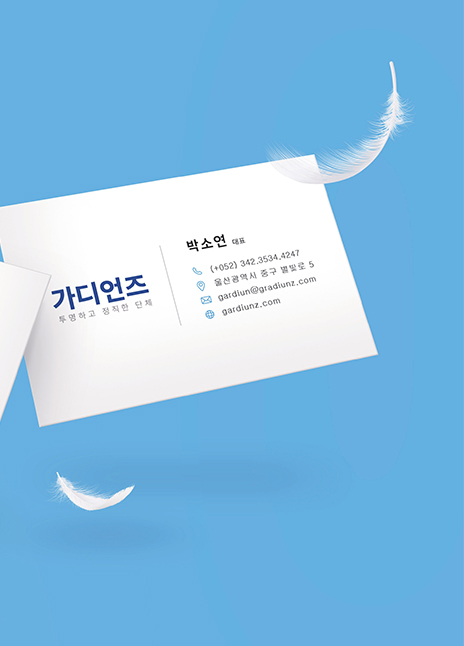 가디언즈
투명하고 정직한 단체
박소연 대표
(+052) 342.3534.4247
울산광역시 중구 별빛로 5
gardiun@gradiunz.com
gardiunz.com